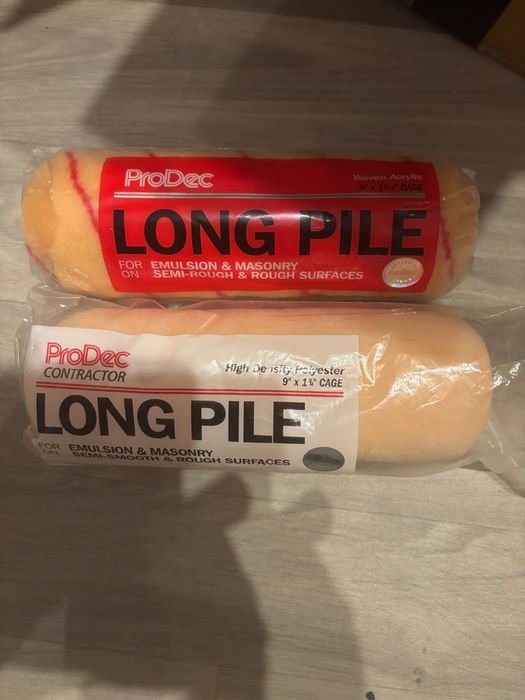 ProDec
Woven Acrylic
9" x 1¾" CAGE
LONG PILE
FOR EMULSION & MASONRY
ON SEMI-ROUGH & ROUGH SURFACES
ProDec
ProDec
CONTRACTOR
High Density Polyester
9" x 1¾" CAGE
LONG PILE
FOR EMULSION & MASONRY
ON SEMI-SMOOTH & ROUGH SURFACES